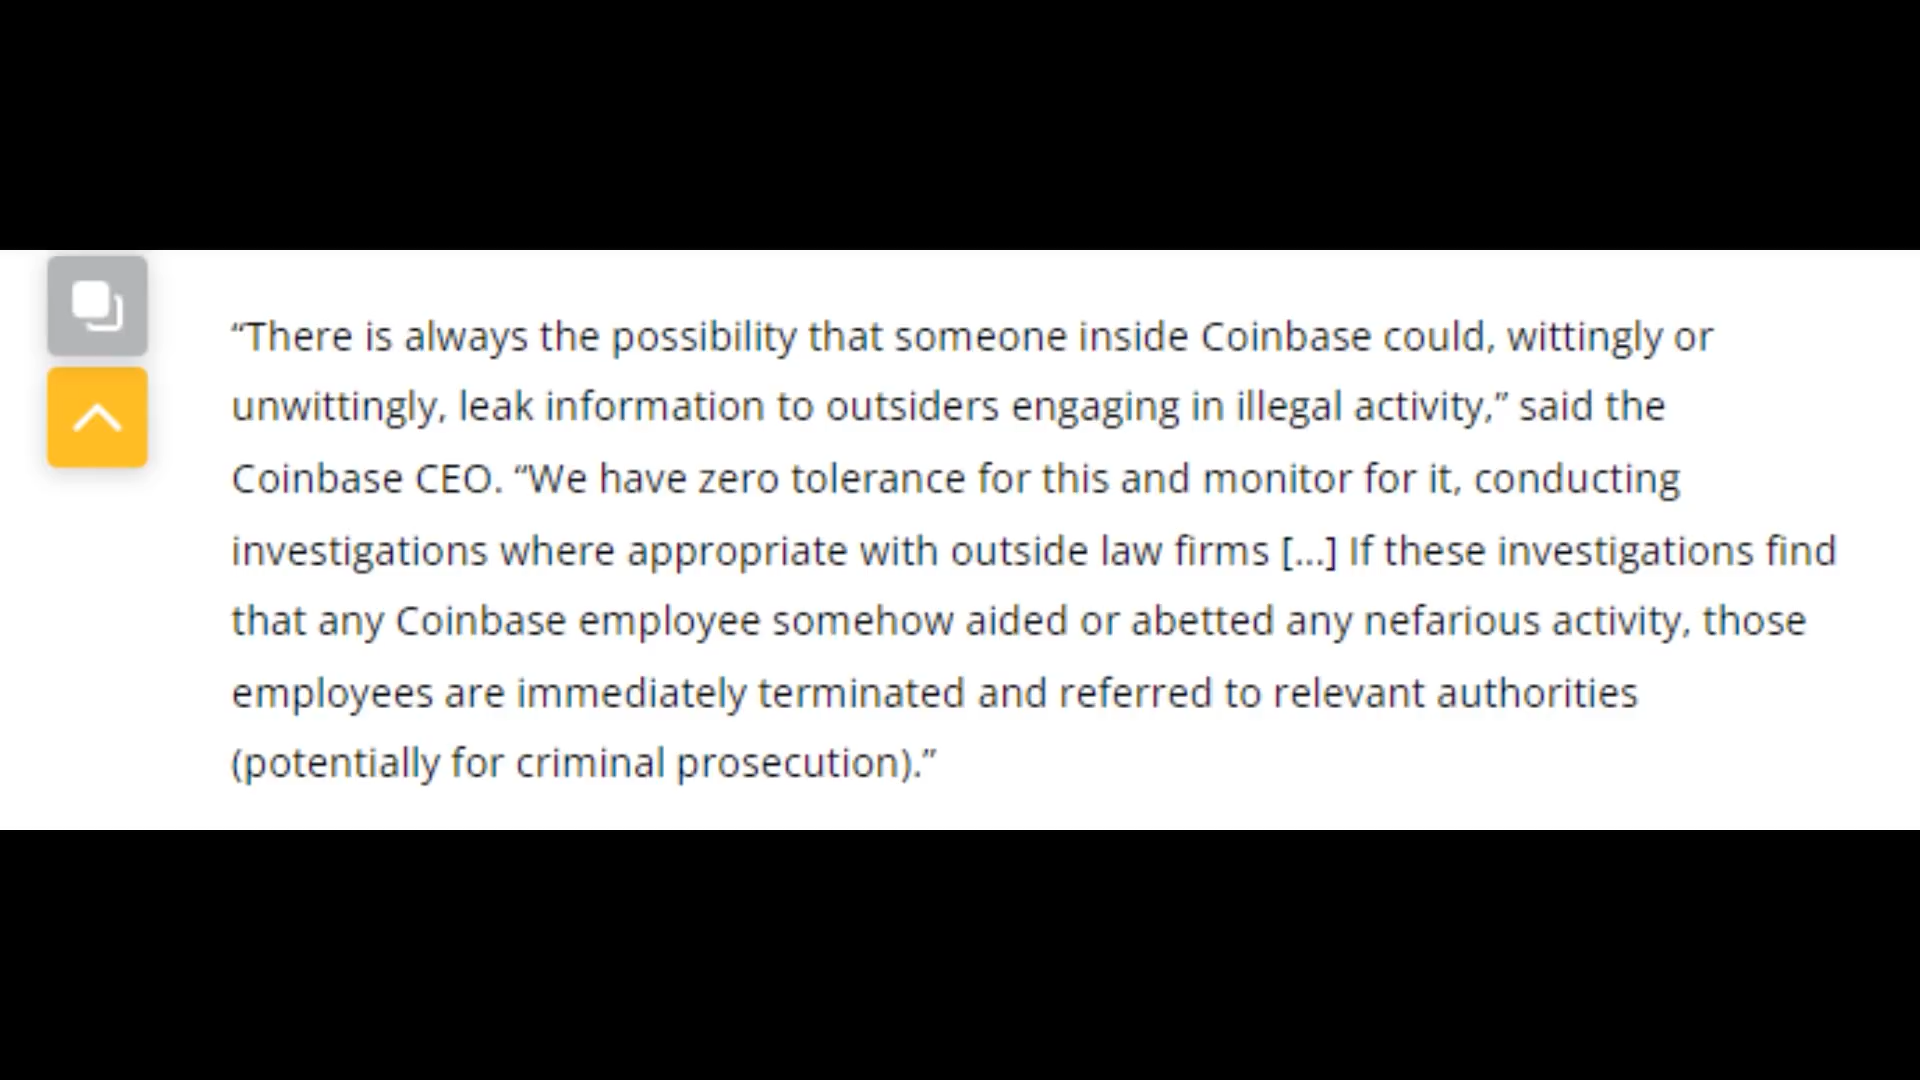 “There is always the possibility that someone inside Coinbase could, wittingly or
unwittingly, leak information to outsiders engaging in illegal activity,” said the
Coinbase CEO. “We have zero tolerance for this and monitor for it, conducting
investigations where appropriate with outside law firms [...] If these investigations find
that any Coinbase employee somehow aided or abetted any nefarious activity, those
employees are immediately terminated and referred to relevant authorities
(potentially for criminal prosecution).”